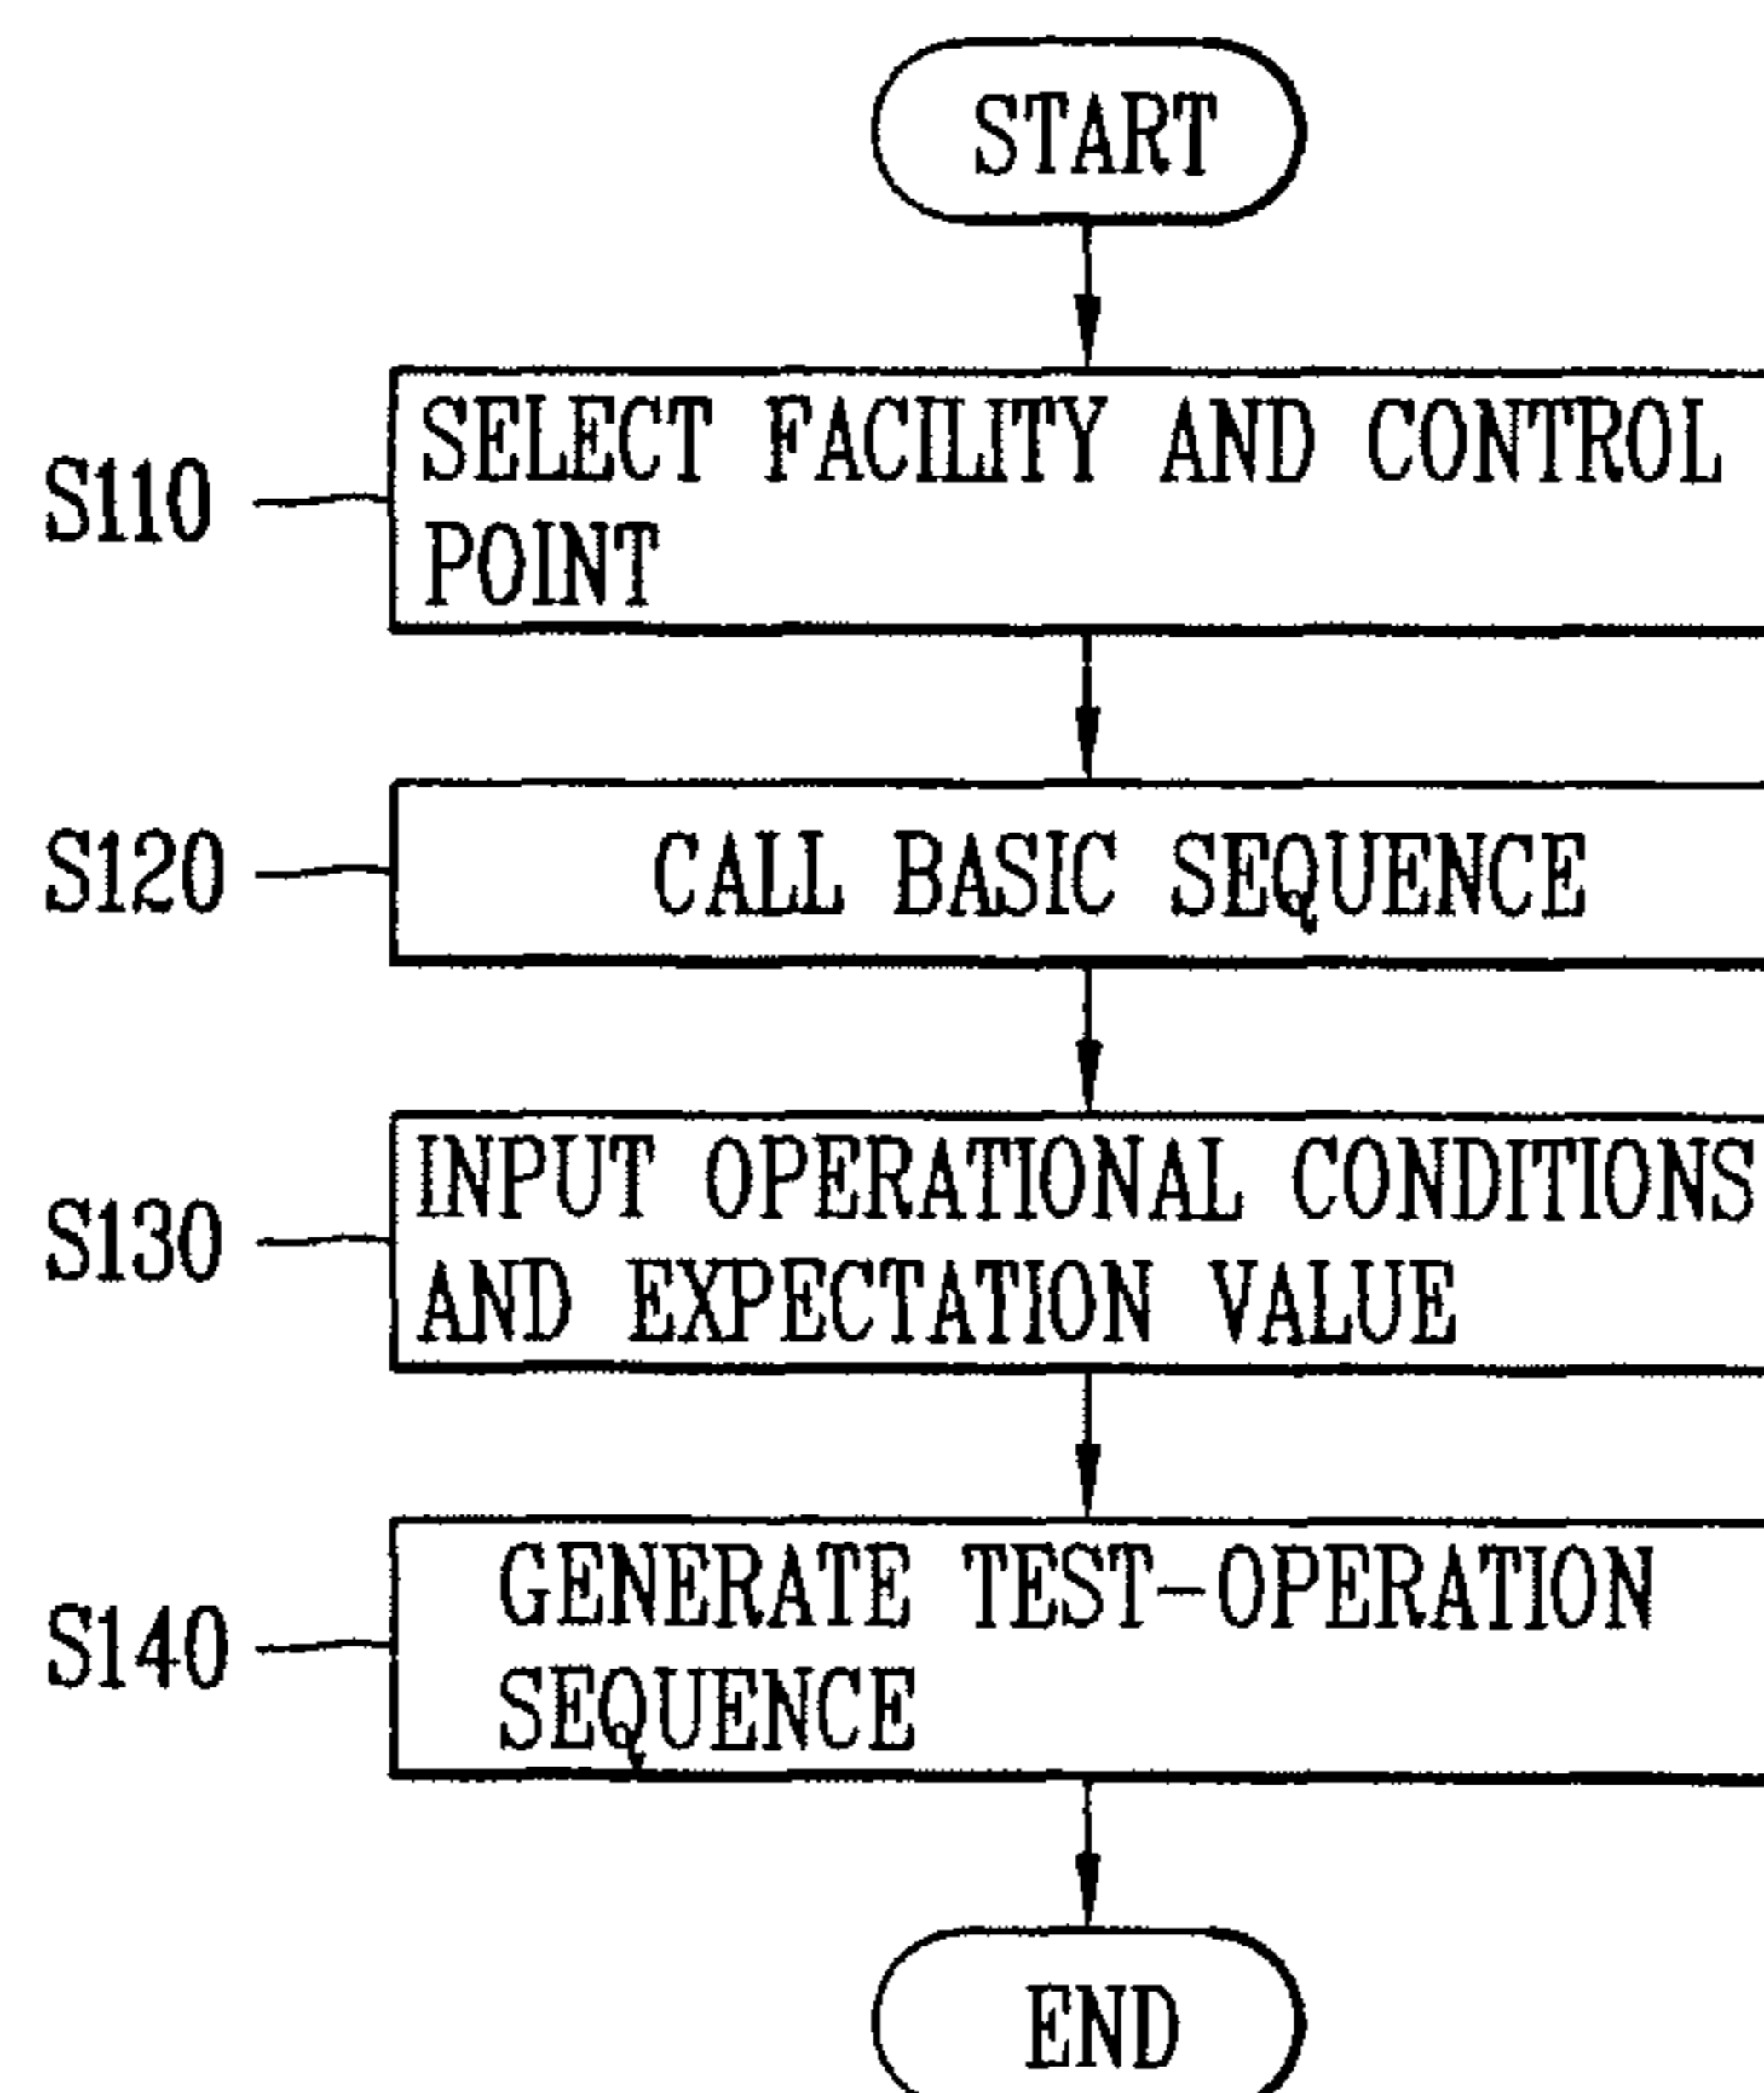 START
S110
SELECT FACILITY AND CONTROL
POINT
S120
CALL BASIC SEQUENCE
S130
INPUT OPERATIONAL CONDITIONS
AND EXPECTATION VALUE
S140
GENERATE TEST-OPERATION
SEQUENCE
END